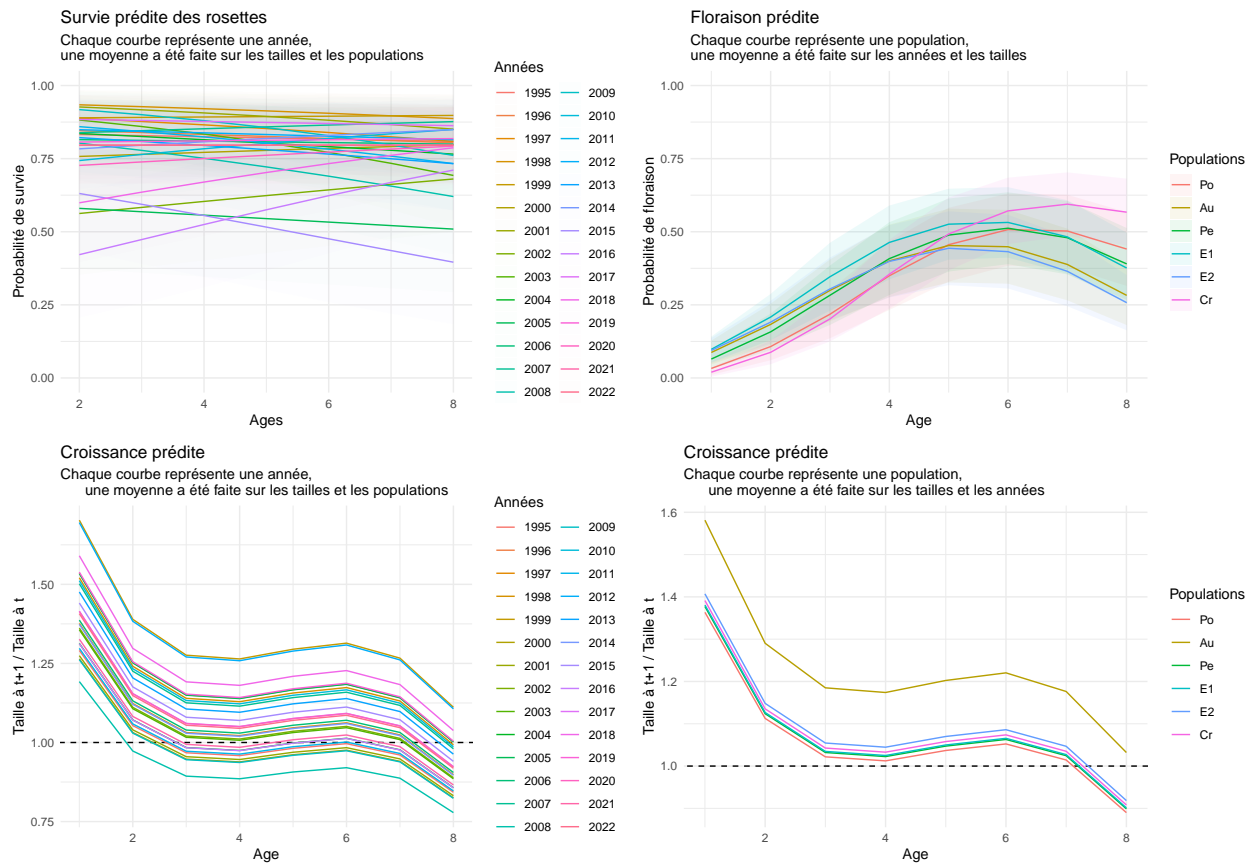 Survie prédite des rosettes
Chaque courbe représente une année,
une moyenne a été faite sur les tailles et les populations
1.00
0.75
0.50
0.25
0.00
Probabilité de survie
2
4
6
8
Ages
Années
1995
1996
1997
1998
1999
2000
2001
2002
2003
2004
2005
2006
2007
2008
2009
2010
2011
2012
2013
2014
2015
2016
2017
2018
2019
2020
2021
2022
Floraison prédite
Chaque courbe représente une population,
une moyenne a été faite sur les années et les tailles
1.00
0.75
0.50
0.25
0.00
Probabilité de floraison
2
4
6
8
Age
Populations
Po
Au
Pe
E1
E2
Cr
Croissance prédite
Chaque courbe représente une année,
une moyenne a été faite sur les tailles et les populations
1.50
1.25
1.00
0.75
Taille à t+1 / Taille à t
2
4
6
8
Age
Années
1995
1996
1997
1998
1999
2000
2001
2002
2003
2004
2005
2006
2007
2008
2009
2010
2011
2012
2013
2014
2015
2016
2017
2018
2019
2020
2021
2022
Croissance prédite
Chaque courbe représente une population,
une moyenne a été faite sur les tailles et les années
1.6
1.4
1.2
1.0
Taille à t+1 / Taille à t
2
4
6
8
Age
Populations
Po
Au
Pe
E1
E2
Cr